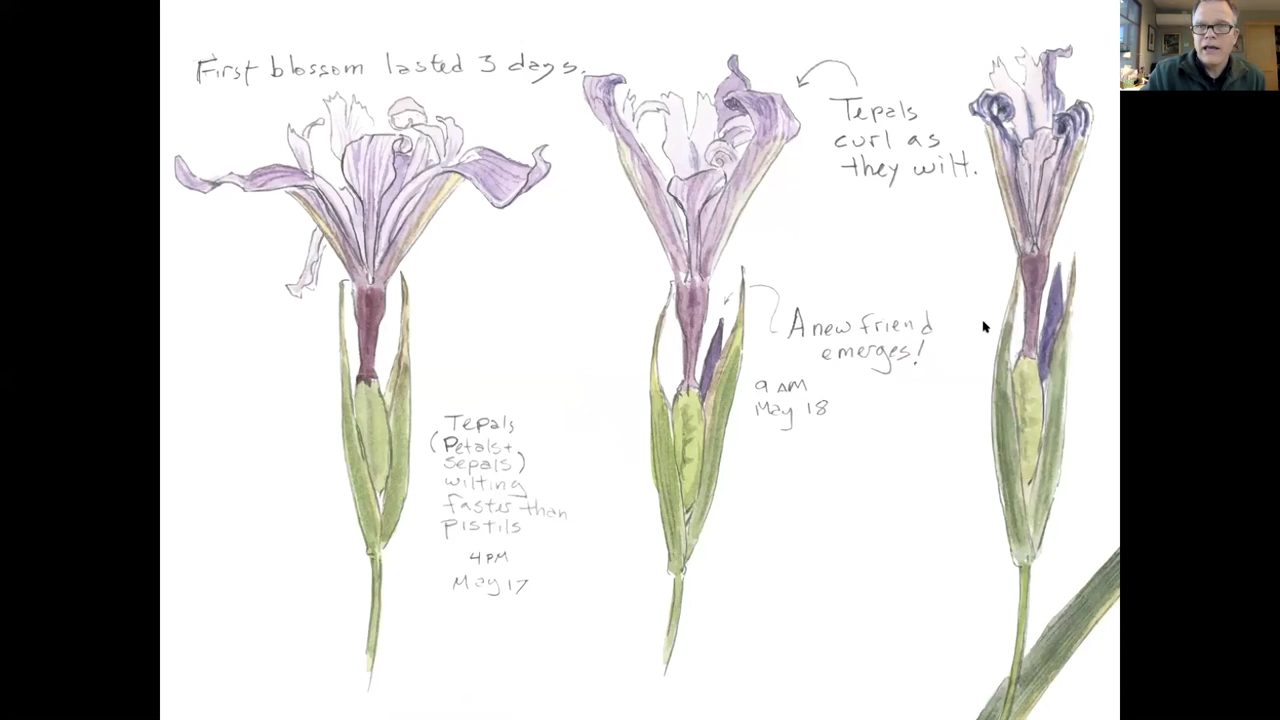 First blossom lasted 3 days.
Tepals
curl as
they wilt.
A new friend
emerges!
9 AM
May 18
Tepals
(Petals +
sepals)
wilting
faster than
pistils
4 PM
May 17